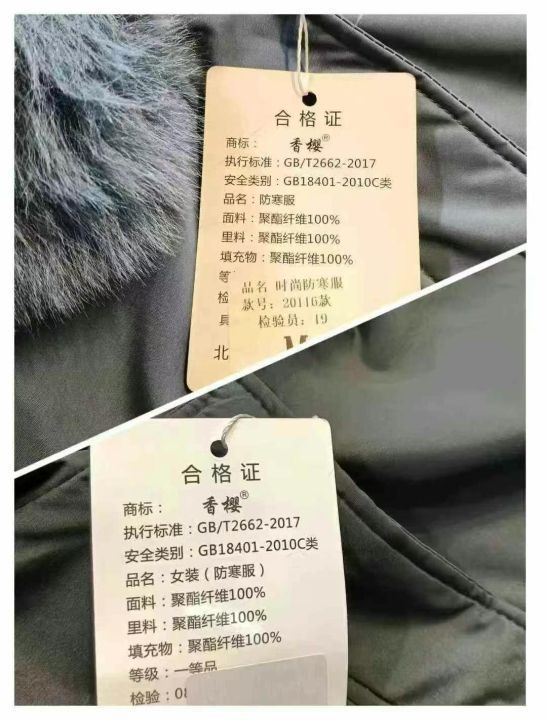 合格证
商标：香樱®
执行标准：GB/T2662-2017
安全类别：GB18401-2010C类
品名：防寒服
面料：聚酯纤维100%
里料：聚酯纤维100%
填充物：聚酯纤维100%
等
检
品名 时尚防寒服
款号：20116款
检验员：19
北
M
合格证
商标：香樱®
执行标准：GB/T2662-2017
安全类别：GB18401-2010C类
品名：女装（防寒服）
面料：聚酯纤维100%
里料：聚酯纤维100%
填充物：聚酯纤维100%
等级：一等品
检验：08